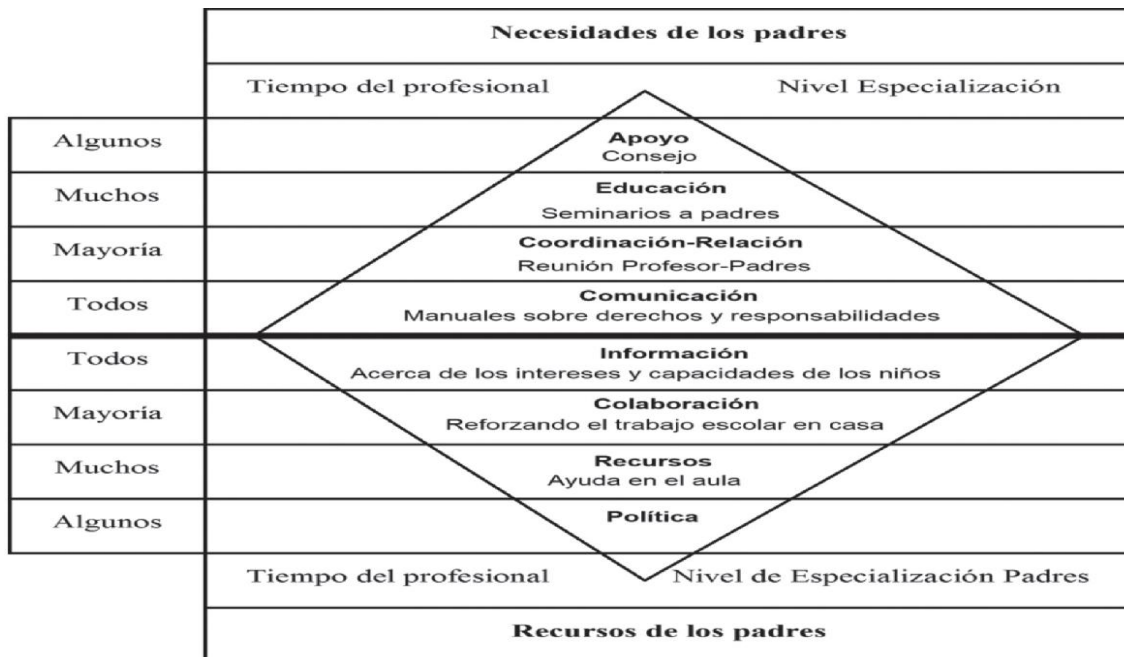 Necesidades de los padres
Tiempo del profesional Nivel Especialización
Algunos
Apoyo
Consejo
Muchos
Educación
Seminarios a padres
Mayoría
Coordinación-Relación
Reunión Profesor-Padres
Todos
Comunicación
Manuales sobre derechos y responsabilidades
Todos
Información
Acerca de los intereses y capacidades de los niños
Mayoría
Colaboración
Reforzando el trabajo escolar en casa
Muchos
Recursos
Ayuda en el aula
Algunos
Política
Tiempo del profesional Nivel de Especialización Padres
Recursos de los padres